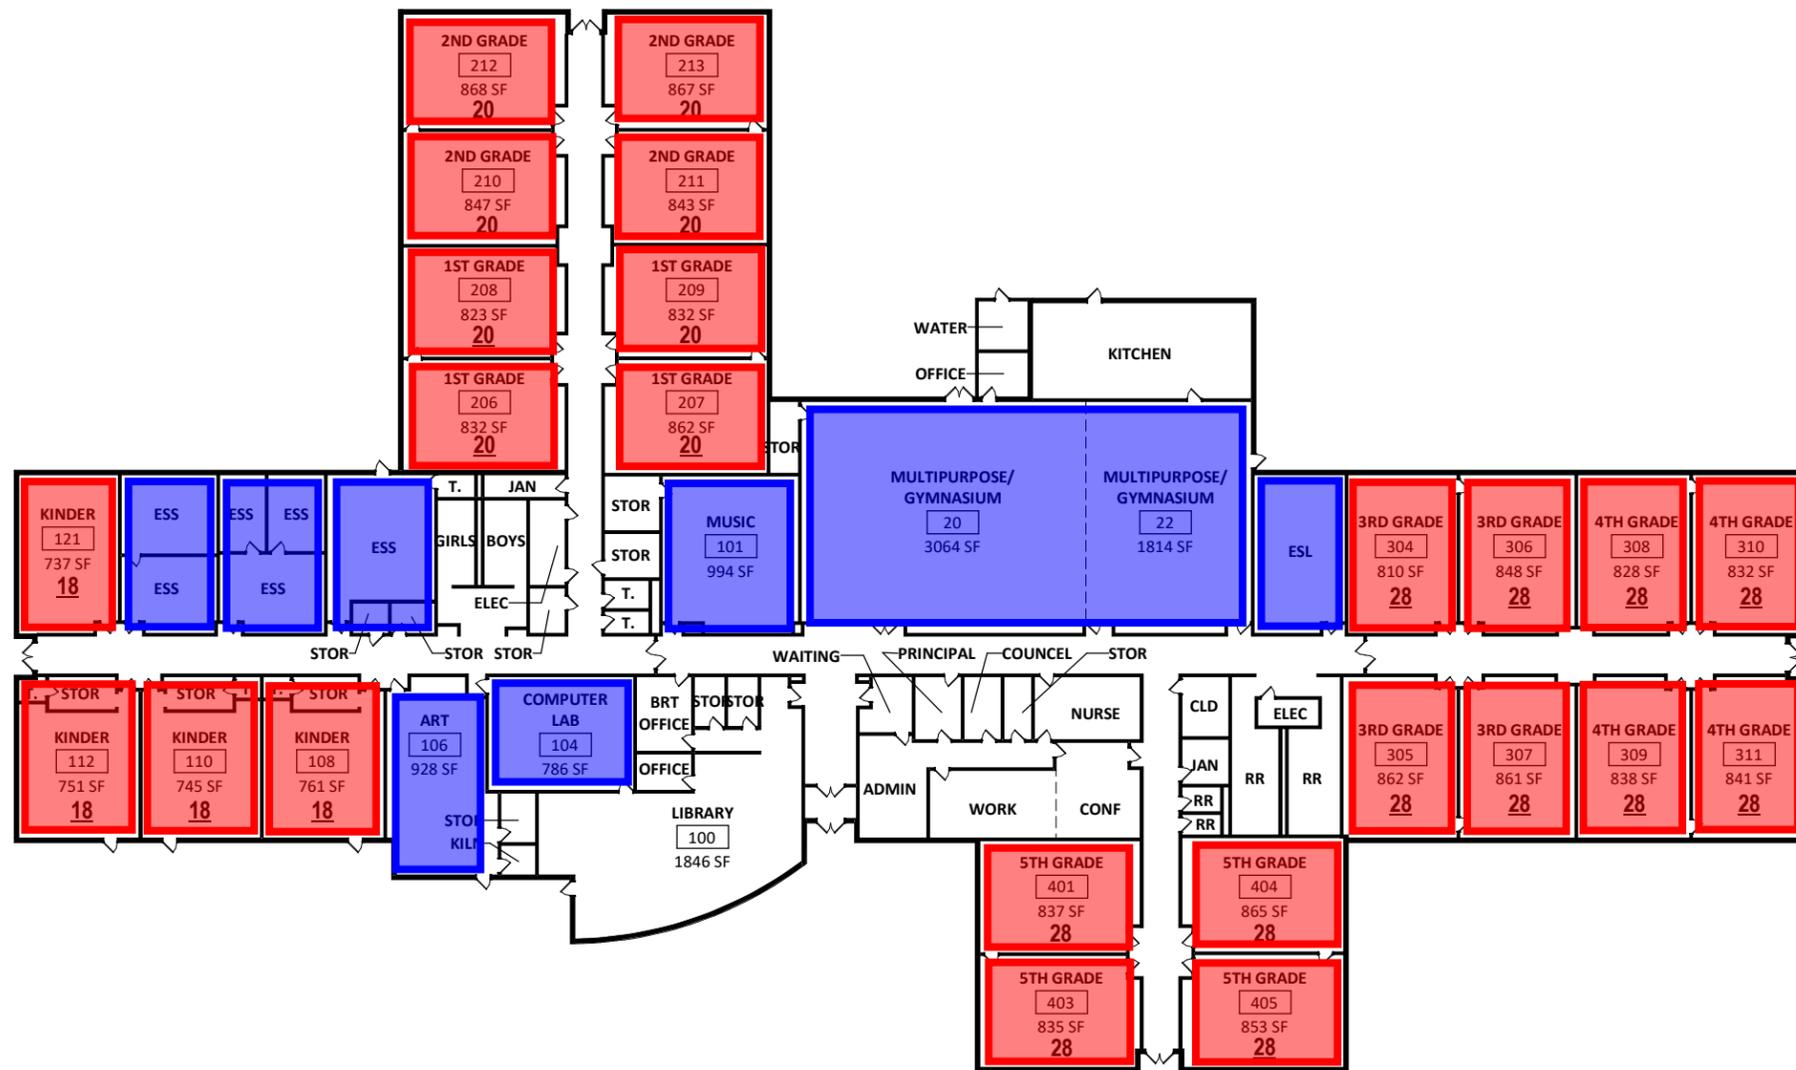 2ND GRADE
212
868 SF
20
2ND GRADE
213
867 SF
20
2ND GRADE
210
847 SF
20
2ND GRADE
211
843 SF
20
1ST GRADE
208
823 SF
20
1ST GRADE
209
832 SF
20
1ST GRADE
206
832 SF
20
1ST GRADE
207
862 SF
20
WATER
OFFICE
KITCHEN
STOR
KINDER
121
737 SF
18
ESS
ESS
ESS
ESS
ESS
ESS
T.
JAN
GIRLS
BOYS
ELEC
STOR
STOR
T.
T.
MUSIC
101
994 SF
MULTIPURPOSE/
GYMNASIUM
20
3064 SF
MULTIPURPOSE/
GYMNASIUM
22
1814 SF
ESL
3RD GRADE
304
810 SF
28
3RD GRADE
306
848 SF
28
4TH GRADE
308
828 SF
28
4TH GRADE
310
832 SF
28
STOR
STOR
STOR
WAITING
PRINCIPAL
COUNCEL
STOR
T.
STOR
KINDER
112
751 SF
18
STOR
KINDER
110
745 SF
18
STOR
KINDER
108
761 SF
18
ART
106
928 SF
STOR
KILN
COMPUTER
LAB
104
786 SF
BRT
OFFICE
OFFICE
STOR
STOR
LIBRARY
100
1846 SF
NURSE
ADMIN
WORK
CONF
CLD
JAN
RR
RR
ELEC
RR
RR
3RD GRADE
305
862 SF
28
3RD GRADE
307
861 SF
28
4TH GRADE
309
838 SF
28
4TH GRADE
311
841 SF
28
5TH GRADE
401
837 SF
28
5TH GRADE
404
865 SF
28
5TH GRADE
403
835 SF
28
5TH GRADE
405
853 SF
28